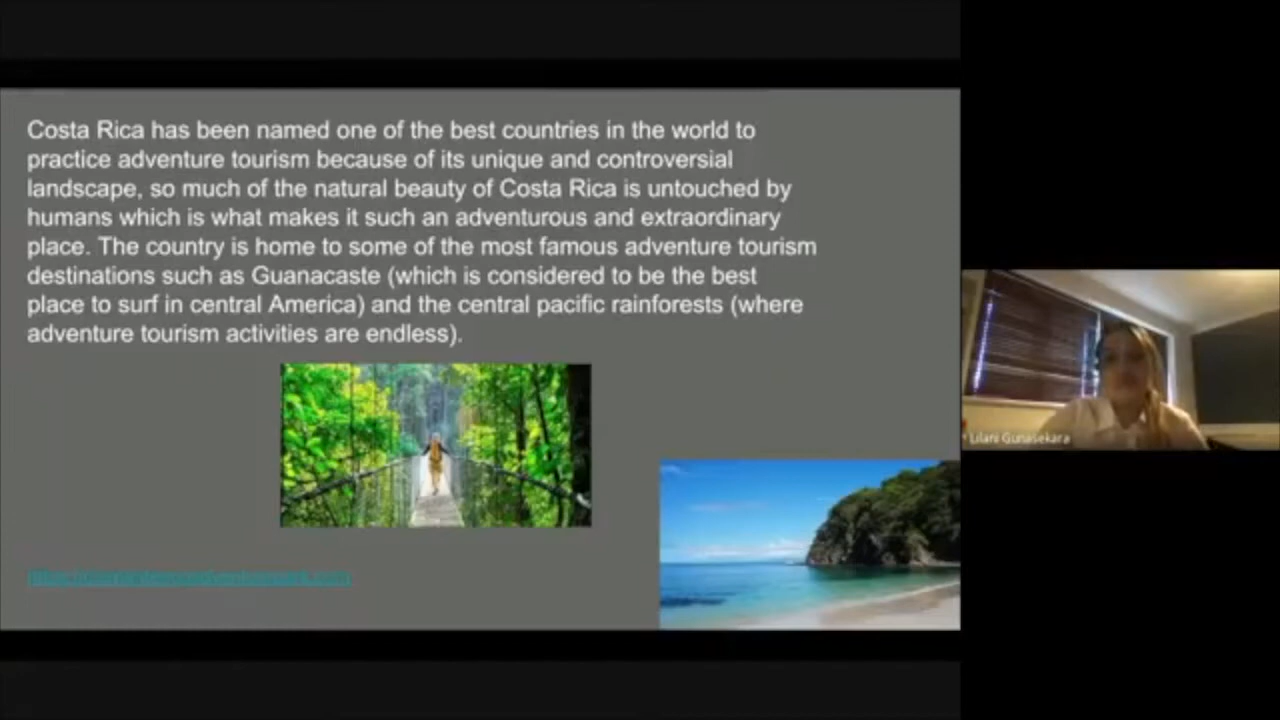 Costa Rica has been named one of the best countries in the world to
practice adventure tourism because of its unique and controversial
landscape, so much of the natural beauty of Costa Rica is untouched by
humans which is what makes it such an adventurous and extraordinary
place. The country is home to some of the most famous adventure tourism
destinations such as Guanacaste (which is considered to be the best
place to surf in central America) and the central pacific rainforests (where
adventure tourism activities are endless).
Lilani Gunasekara